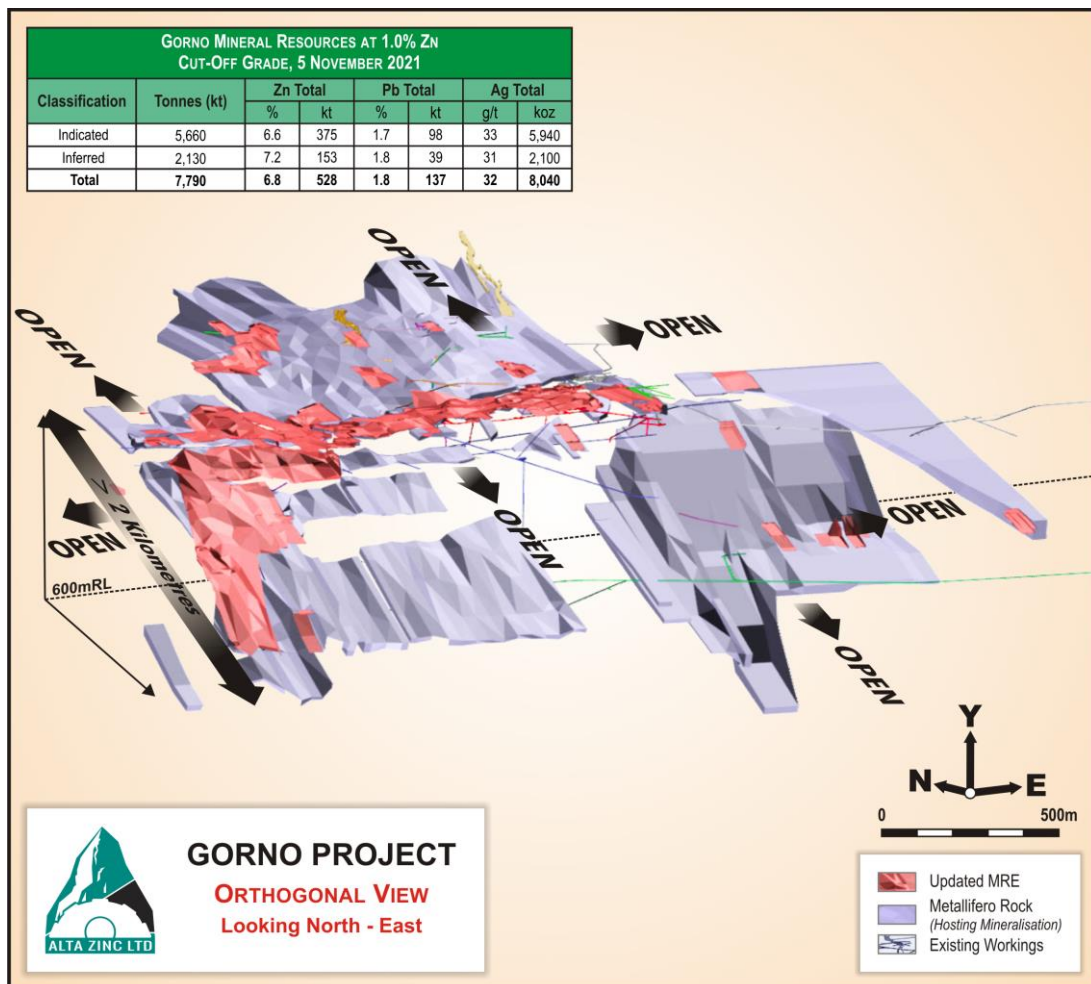 GORNO MINERAL RESOURCES AT 1.0% ZN
CUT-OFF GRADE, 5 NOVEMBER 2021
Classification Tonnes (kt) Zn Total Pb Total Ag Total
% kt % kt g/t koz
Indicated 5,660 6.6 375 1.7 98 33 5,940
Inferred 2,130 7.2 153 1.8 39 31 2,100
Total 7,790 6.8 528 1.8 137 32 8,040
OPEN
OPEN
OPEN
OPEN
OPEN
OPEN
OPEN
> 2 Kilometres
600mRL
Y
N E
0 500m
GORNO PROJECT
ORTHOGONAL VIEW
Looking North - East
ALTA ZINC LTD
Updated MRE
Metallifero Rock
(Hosting Mineralisation)
Existing Workings